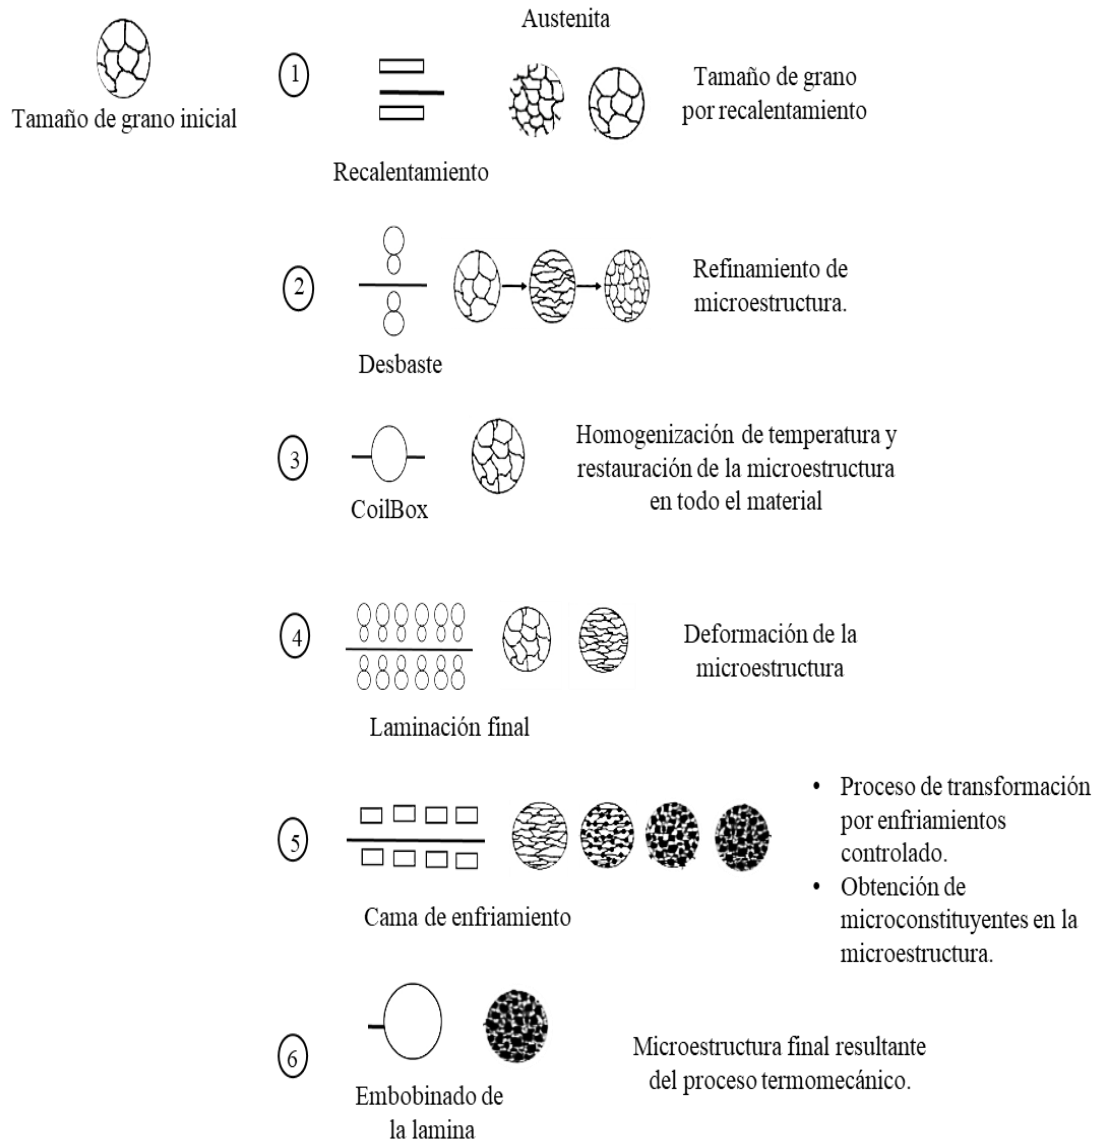 Austenita
Tamaño de grano inicial
1
Recalentamiento
Tamaño de grano
por recalentamiento
2
Desbaste
Refinamiento de
microestructura.
3
CoilBox
Homogenización de temperatura y
restauración de la microestructura
en todo el material
4
Laminación final
Deformación de la
microestructura
5
Cama de enfriamiento
• Proceso de transformación
por enfriamientos
controlado.
• Obtención de
microconstituyentes en la
microestructura.
6
Embobinado de
la lamina
Microestructura final resultante
del proceso termomecánico.